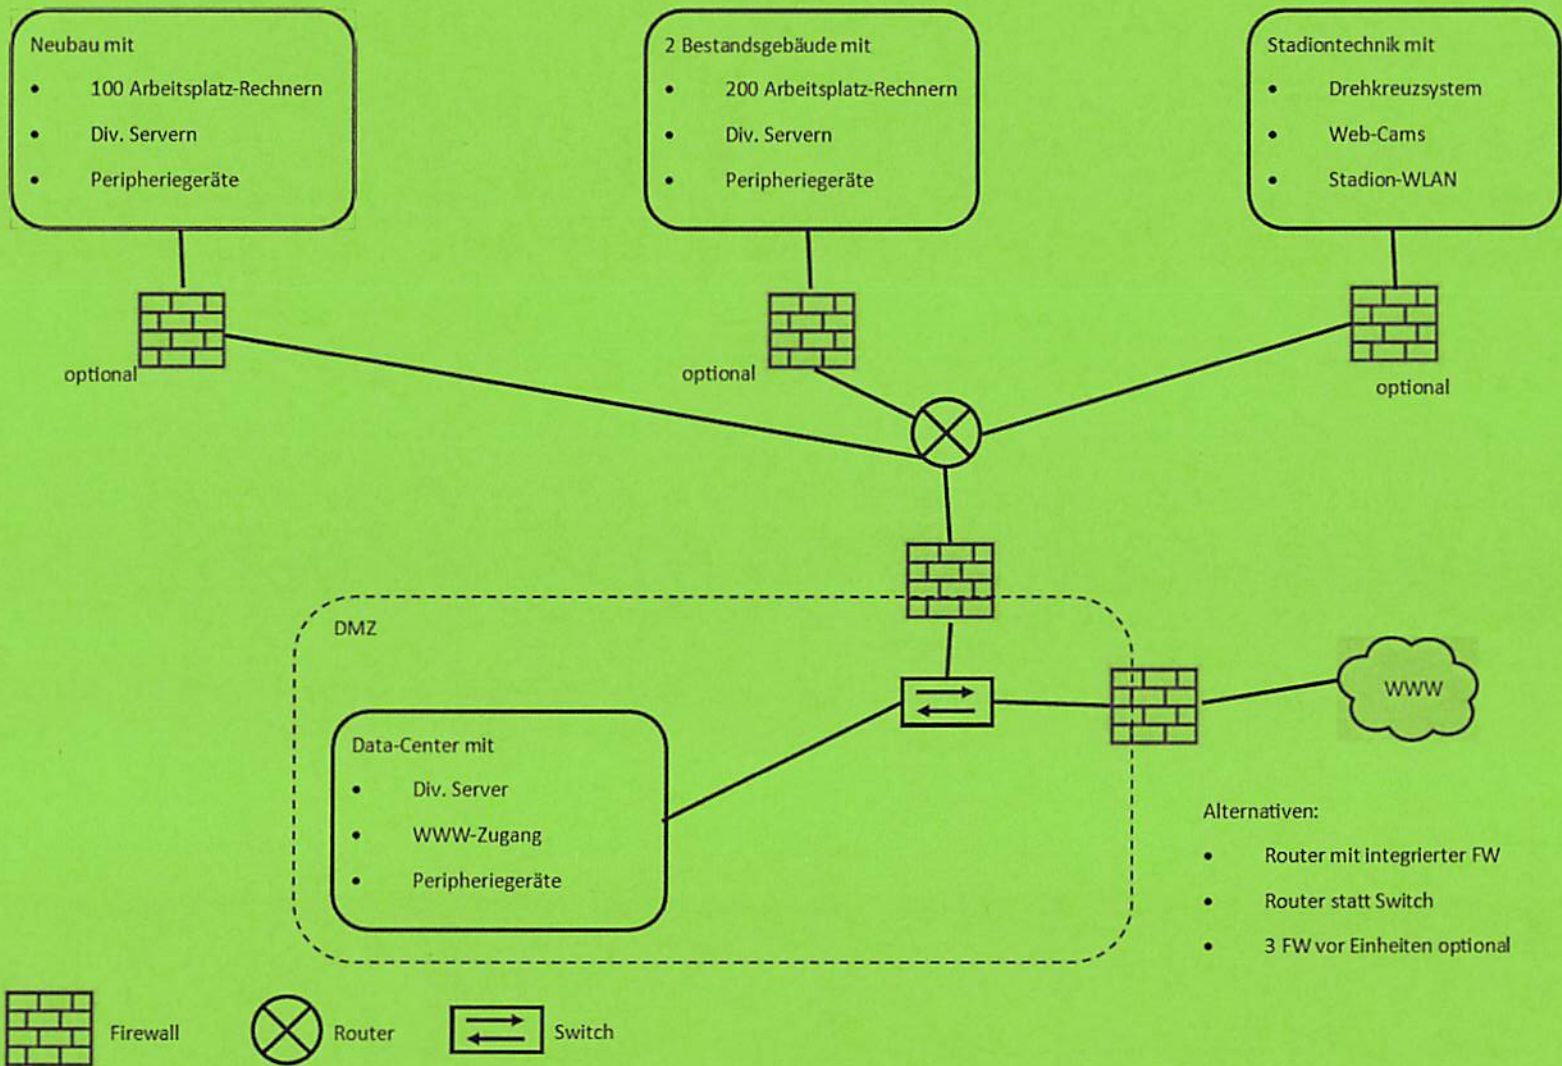 Neubau mit
• 100 Arbeitsplatz-Rechnern
• Div. Servern
• Peripheriegeräte
2 Bestandsgebäude mit
• 200 Arbeitsplatz-Rechnern
• Div. Servern
• Peripheriegeräte
Stadiontechnik mit
• Drehkreuzsystem
• Web-Cams
• Stadion-WLAN
optional
optional
optional
DMZ
Data-Center mit
• Div. Server
• WWW-Zugang
• Peripheriegeräte
WWW
Alternativen:
• Router mit integrierter FW
• Router statt Switch
• 3 FW vor Einheiten optional
Firewall
Router
Switch